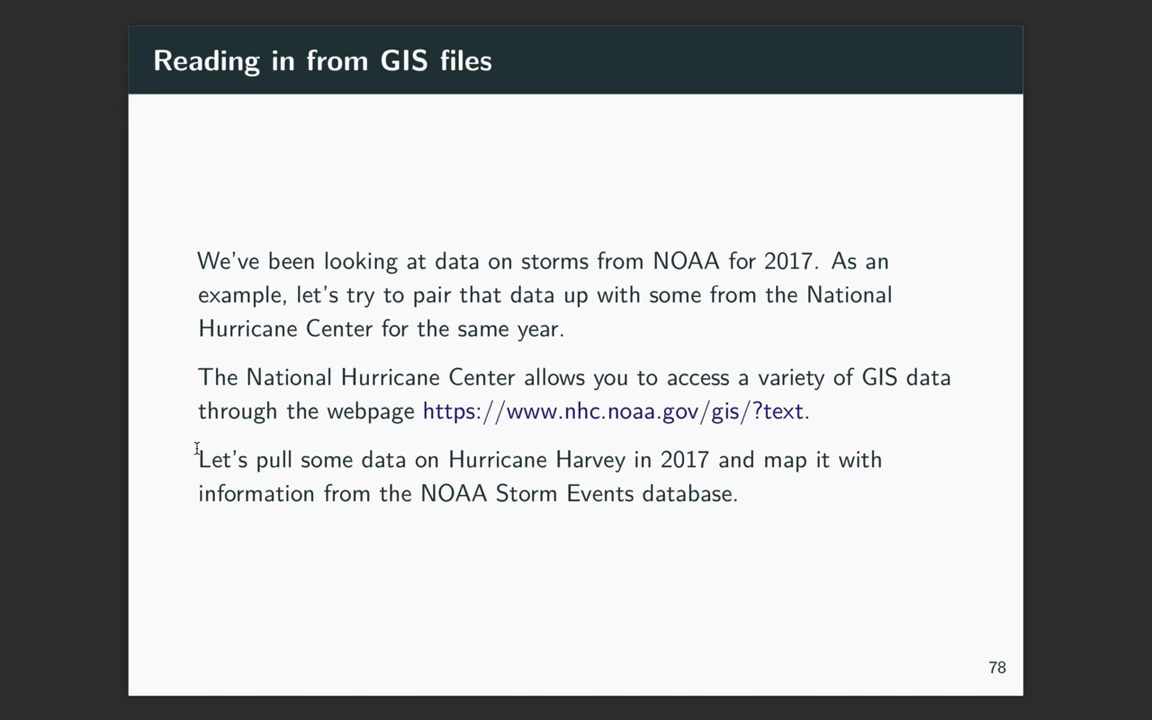 Reading in from GIS files
We've been looking at data on storms from NOAA for 2017. As an
example, let's try to pair that data up with some from the National
Hurricane Center for the same year.
The National Hurricane Center allows you to access a variety of GIS data
through the webpage https://www.nhc.noaa.gov/gis/?text.
Let's pull some data on Hurricane Harvey in 2017 and map it with
information from the NOAA Storm Events database.
78